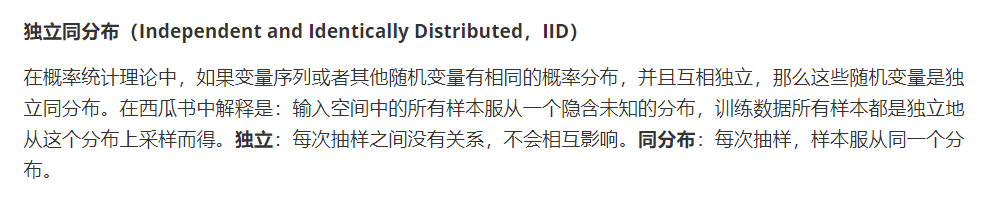 独立同分布（Independent and Identically Distributed，IID）
在概率统计理论中，如果变量序列或者其他随机变量有相同的概率分布，并且互相独立，那么这些随机变量是独
立同分布。在西瓜书中解释是：输入空间中的所有样本服从一个隐含未知的分布，训练数据所有样本都是独立地
从这个分布上采样而得。独立：每次抽样之间没有关系，不会相互影响。同分布：每次抽样，样本服从同一个分
布。